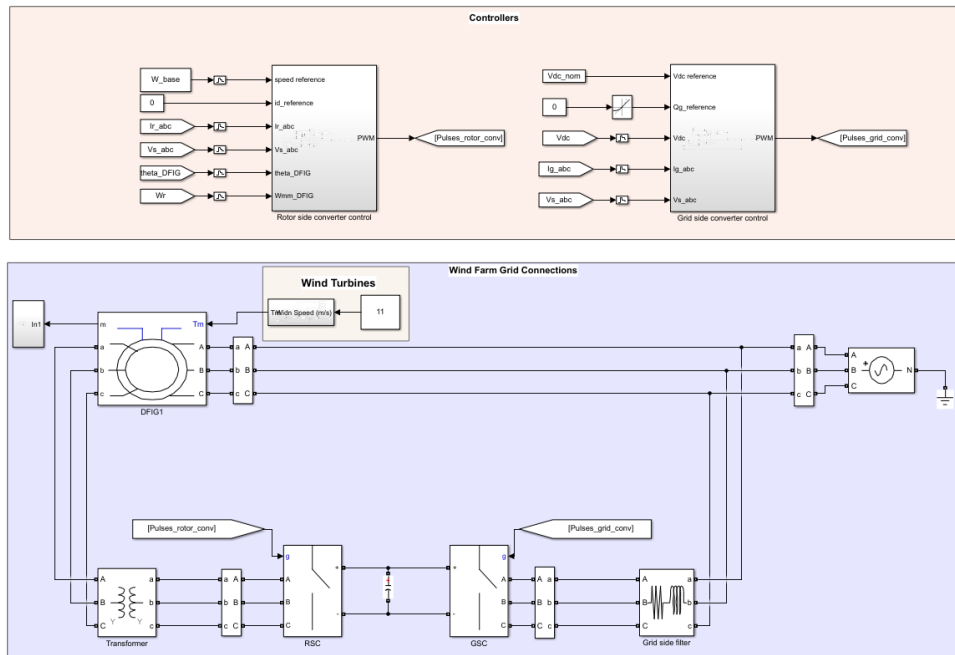 Controllers
W_base
speed reference
0
id_reference
Ir_abc
Ir_abc
Vs_abc
Vs_abc
PWM
[Pulses_rotor_conv]
theta_DFIG
theta_DFIG
Wr
Wmm_DFIG
Rotor side converter control
Vdc_nom
Vdc reference
0
Qg_reference
Vdc
Vdc
PWM
[Pulses_grid_conv]
Ig_abc
Ig_abc
Vs_abc
Vs_abc
Grid side converter control
Wind Farm Grid Connections
Wind Turbines
Tm
Widn Speed (m/s)
11
In1
m
Tm
a
A
a
A
b
B
b
B
c
C
c
C
DFIG1
a
A
b
B
c
C
A
B
C
N
[Pulses_rotor_conv]
[Pulses_grid_conv]
A
a
B
b
C
c
Y
Y
Transformer
a
A
b
B
c
C
g
A
B
C
+
-
RSC
+
g
+
-
A
B
C
GSC
A
a
B
b
C
c
A
a
B
b
C
c
Grid side filter